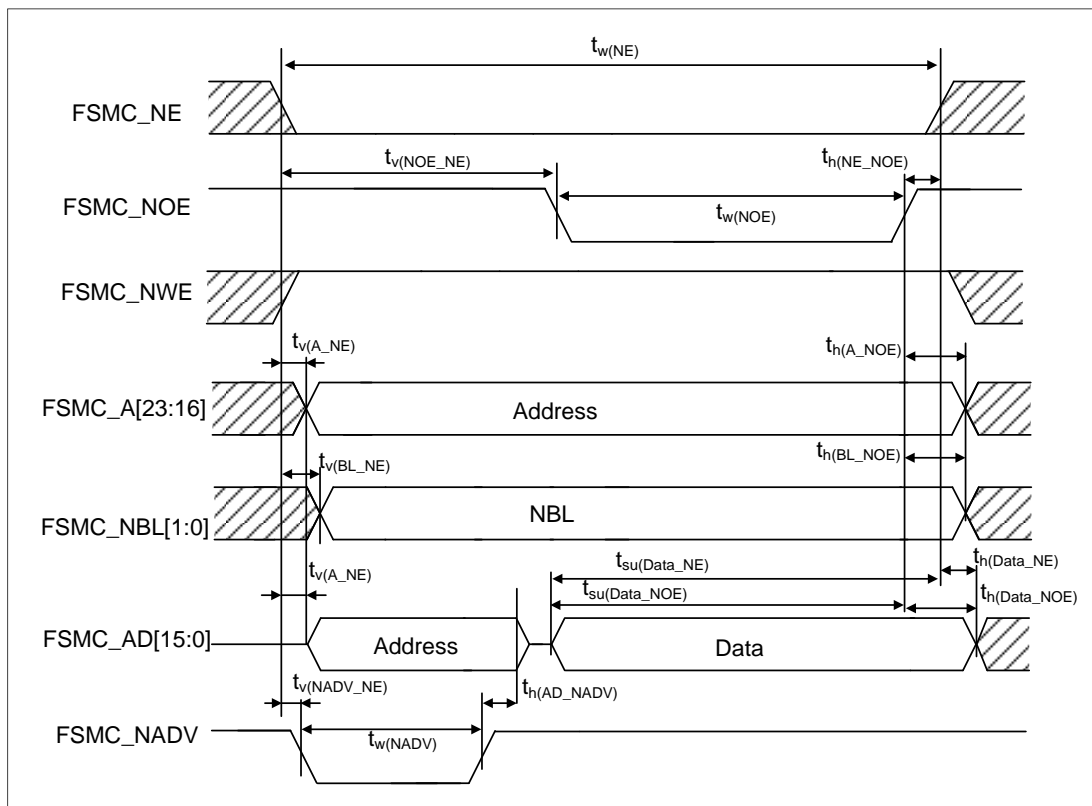 tw(NE)
FSMC_NE
tv(NOE_NE)
th(NE_NOE)
FSMC_NOE
tw(NOE)
FSMC_NWE
tv(A_NE)
th(A_NOE)
FSMC_A[23:16]
Address
th(BL_NOE)
tv(BL_NE)
FSMC_NBL[1:0]
NBL
tsu(Data_NE)
th(Data_NE)
tv(A_NE)
tsu(Data_NOE)
th(Data_NOE)
FSMC_AD[15:0]
Address
Data
tv(NADV_NE)
th(AD_NADV)
FSMC_NADV
tw(NADV)